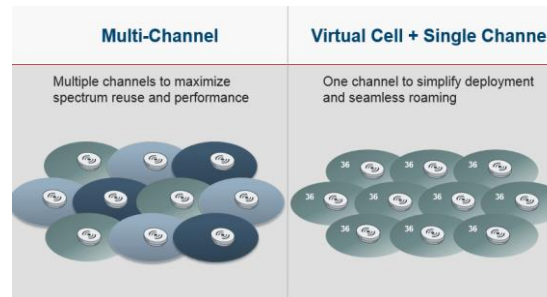 Multi-Channel
Multiple channels to maximize
spectrum reuse and performance
Virtual Cell + Single Channe
One channel to simplify deployment
and seamless roaming
36 36 36
36 36 36 36
36 36 36